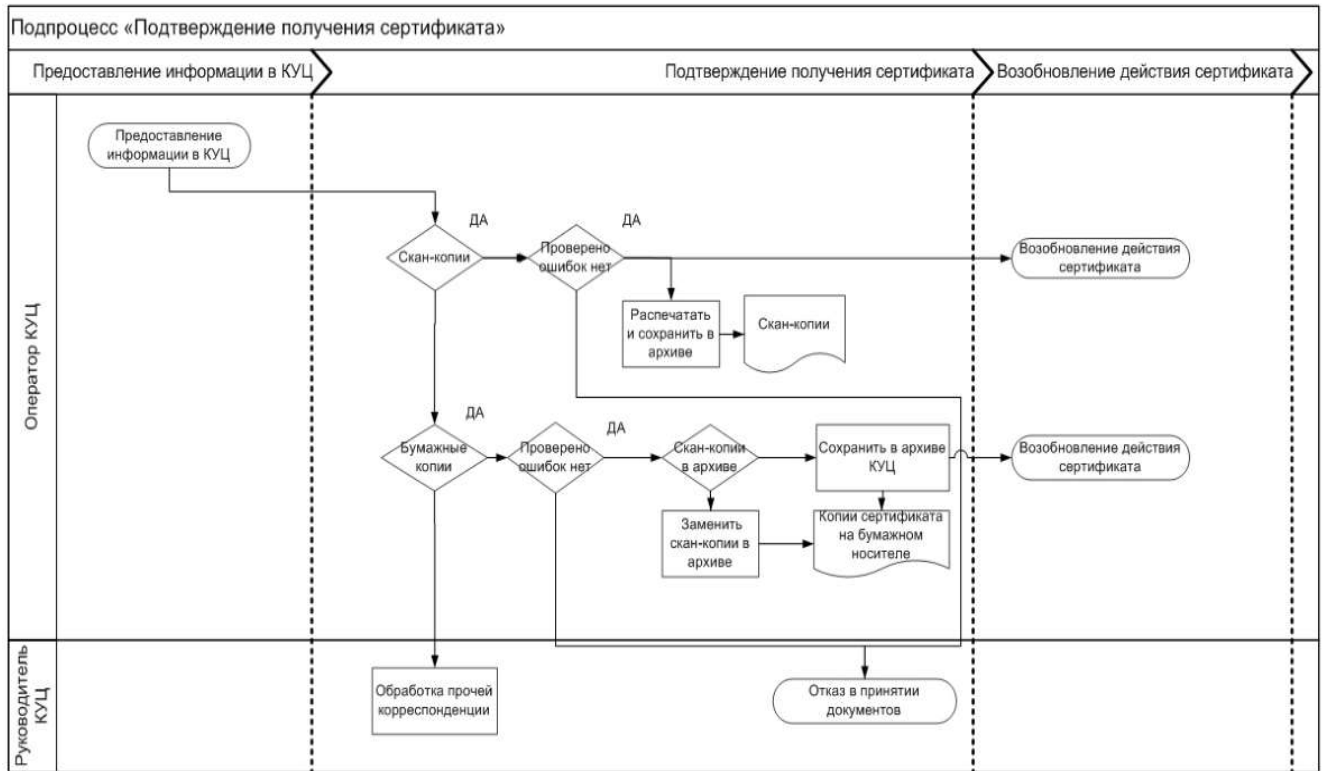 Подпроцесс «Подтверждение получения сертификата»
Предоставление информации в КУЦ
Подтверждение получения сертификата
Возобновление действия сертификата
Оператор КУЦ
Предоставление
информации в КУЦ
ДА
ДА
Скан-копии
Проверено
ошибок нет
Возобновление действия
сертификата
Распечатать
и сохранить в
архиве
Скан-копии
ДА
ДА
Бумажные
копии
Проверено
ошибок нет
Скан-копии
в архиве
Сохранить в архиве
КУЦ
Возобновление действия
сертификата
Заменить
скан-копии в
архиве
Копии сертификата
на бумажном
носителе
Руководитель
КУЦ
Обработка прочей
корреспонденции
Отказ в принятии
документов